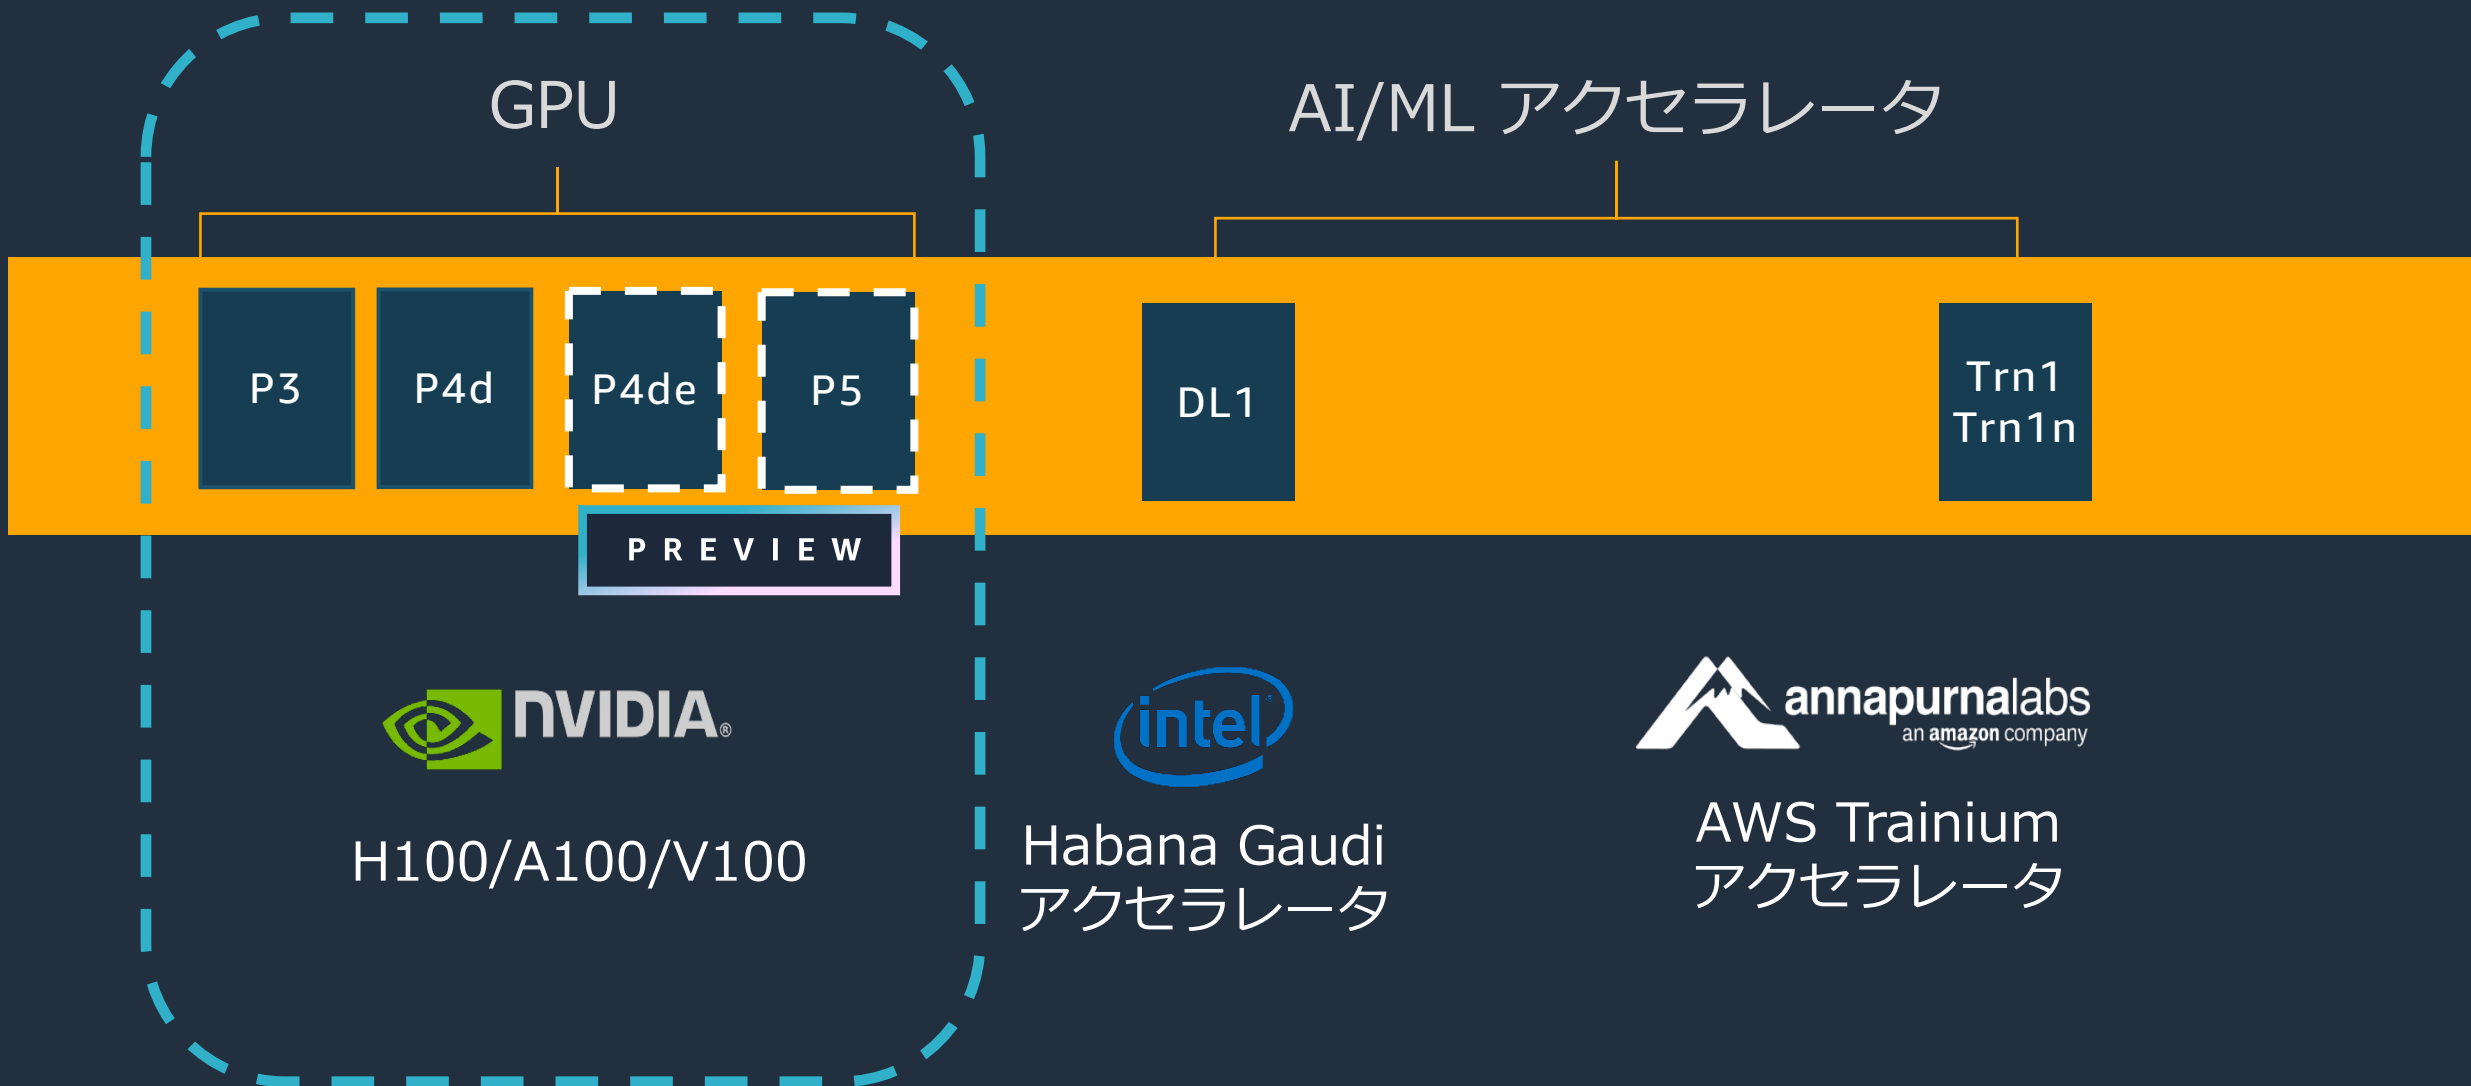 GPU
AI/ML アクセラレータ
P3
P4d
P4de
P5
DL1
Trn1
Trn1n
PREVIEW
NVIDIA®
H100/A100/V100
intel®
Habana Gaudi
アクセラレータ
annapurnalabs
an amazon company
AWS Trainium
アクセラレータ